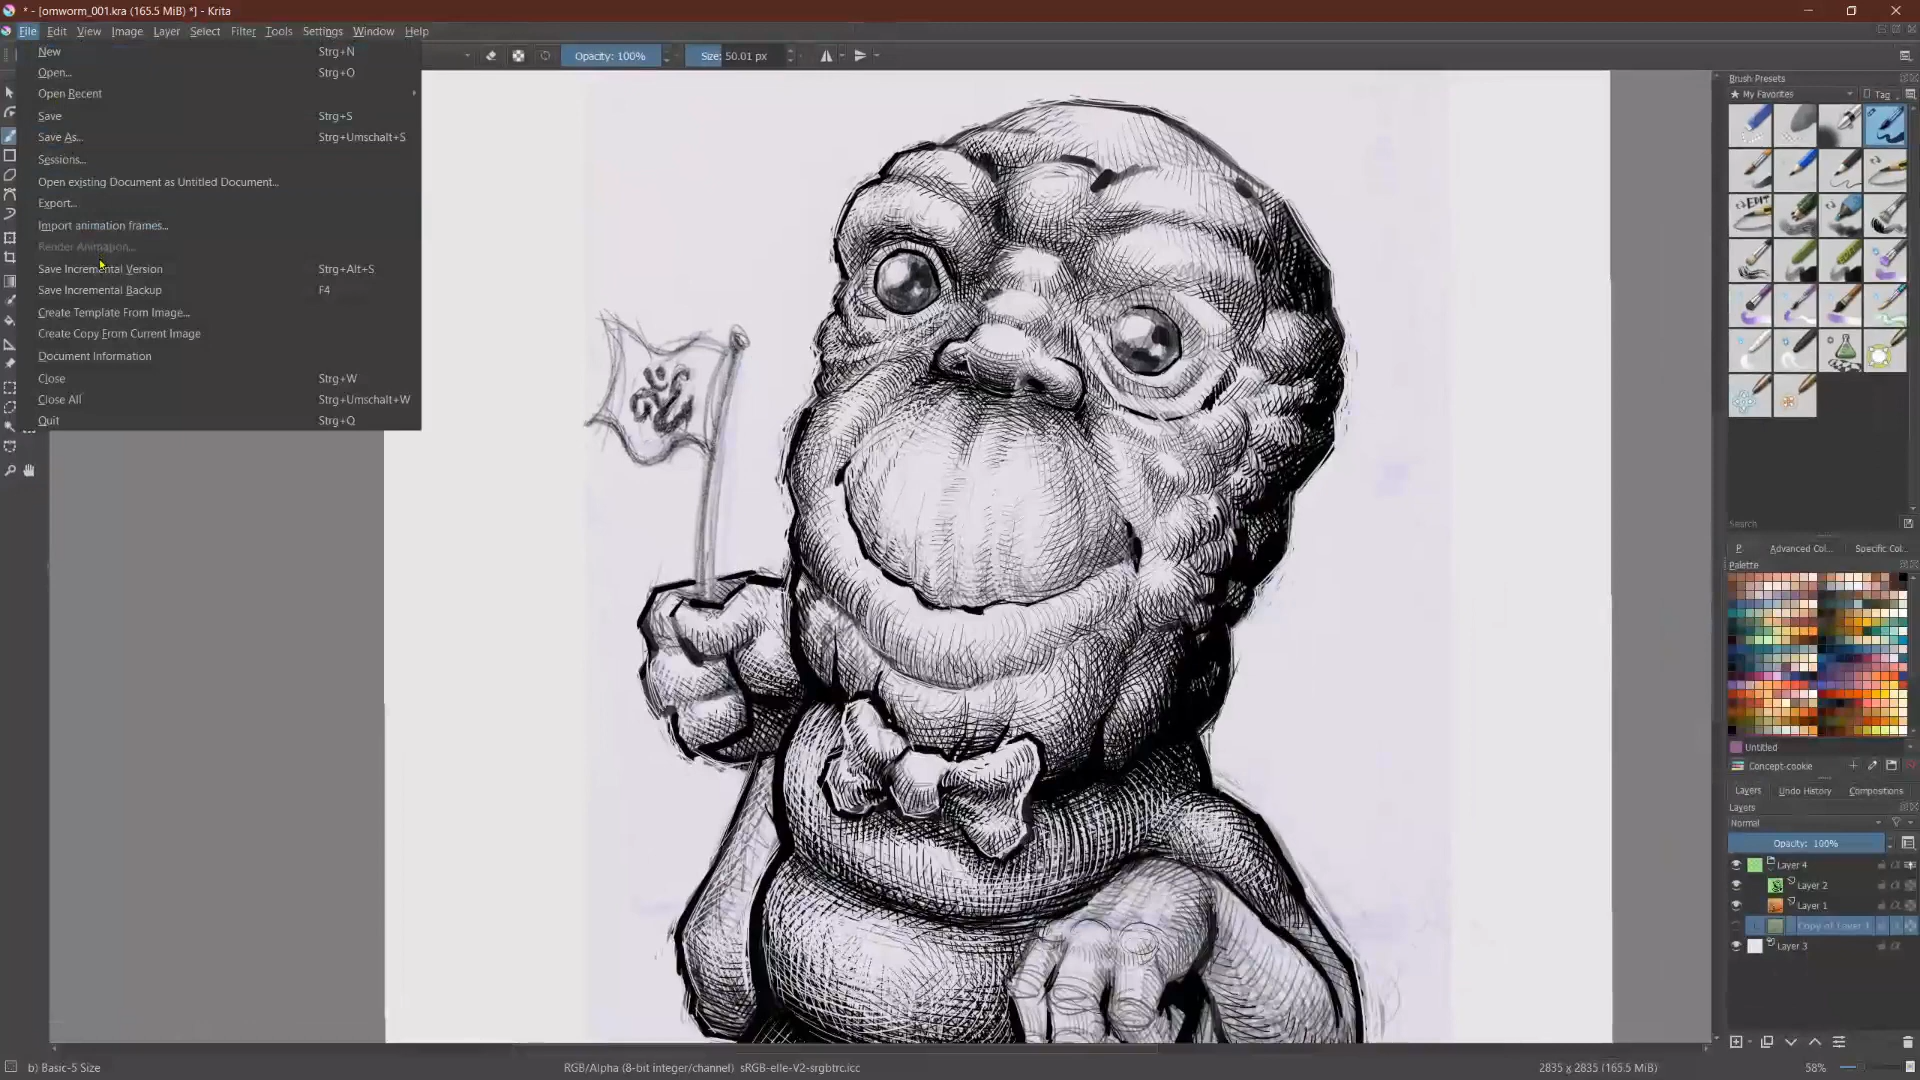 * - [omworm_001.kra (165.5 MiB) *] - Krita
File Edit View Image Layer Select Filter Tools Settings Window Help
New Strg+N
Open... Strg+O
Open Recent
Save Strg+S
Save As... Strg+Umschalt+S
Sessions...
Open existing Document as Untitled Document...
Export...
Import animation frames...
Render Animation...
Save Incremental Version Strg+Alt+S
Save Incremental Backup F4
Create Template From Image...
Create Copy From Current Image
Document Information
Close Strg+W
Close All Strg+Umschalt+W
Quit Strg+Q
Opacity: 100%
Size: 50.01 px
Brush Presets
My Favorites
Tag
EDIT
Search
P Advanced Col... Specific Col...
Palette
Untitled
Concept-cookie
Layers Undo History Compositions
Layers
Normal
Opacity: 100%
Layer 4
Layer 2
Layer 1
Copy of Layer 1
Layer 3
b) Basic-5 Size
RGB/Alpha (8-bit integer/channel) sRGB-elle-V2-srgbtrc.icc
2835 x 2835 (165.5 MiB)
58%